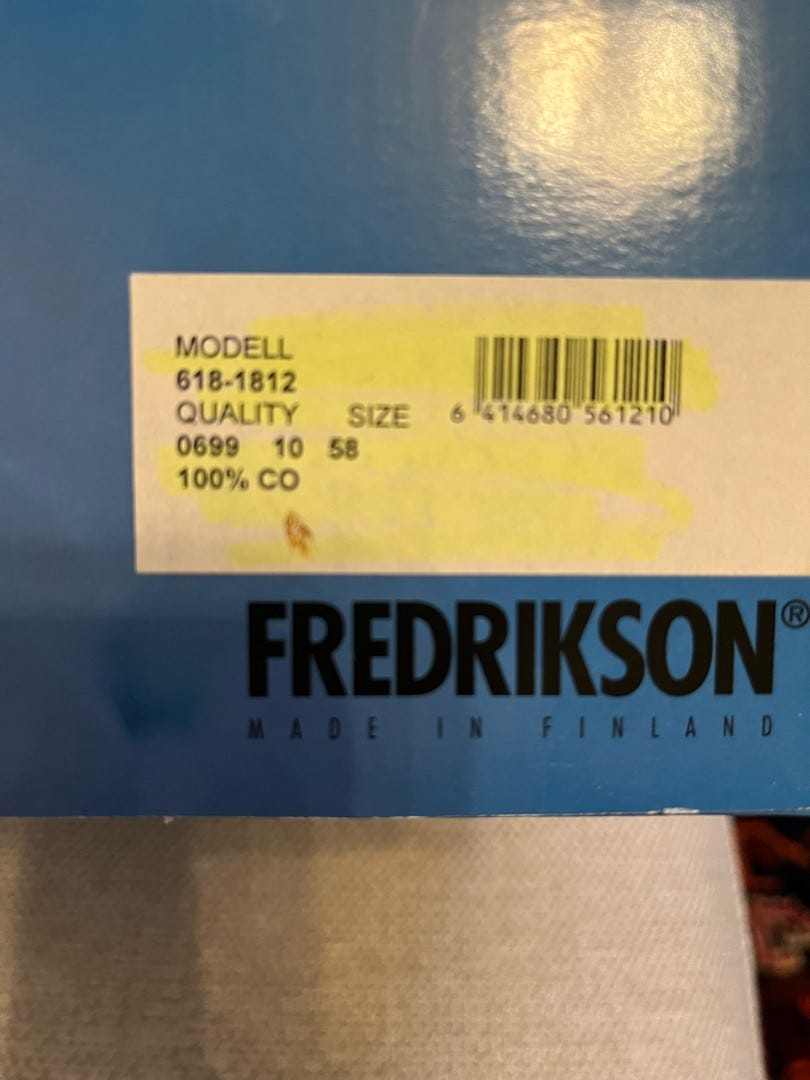 MODELL
618-1812
QUALITY SIZE
0699 10 58
100% CO
6 414680 561210
FREDRIKSON®
MADE IN FINLAND